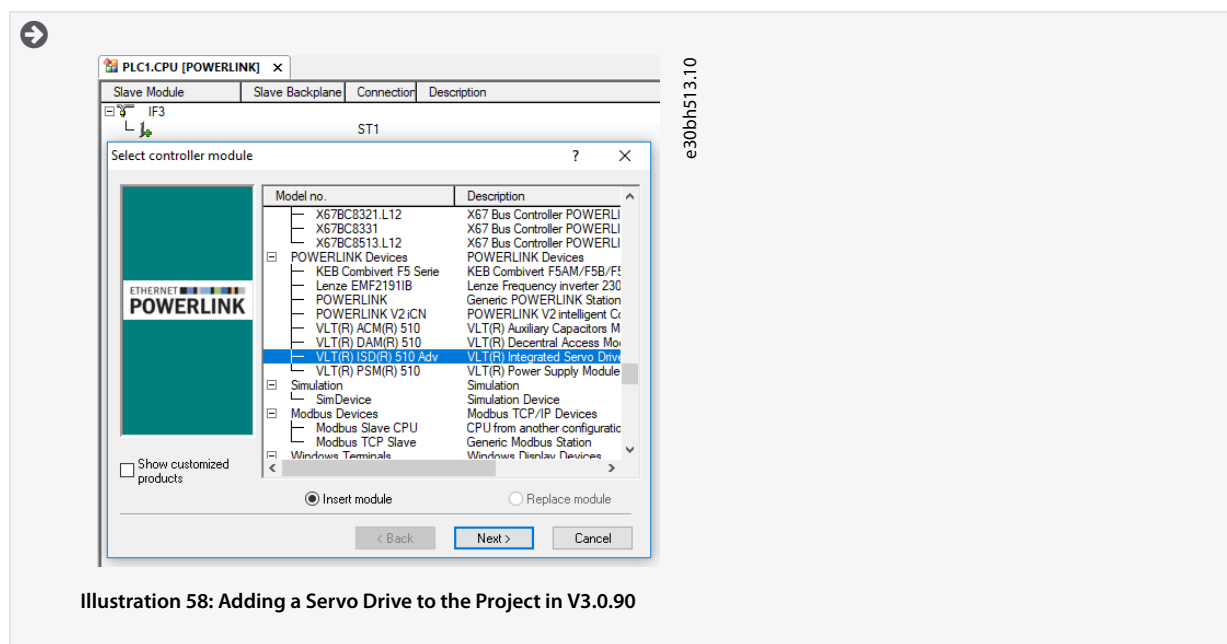 PLC1.CPU [POWERLINK] ×
Slave Module Slave Backplane Connection Description
IF3
ST1
Select controller module ? ×
Model no. Description
X67BC8321.L12 X67 Bus Controller POWERLI
X67BC8331 X67 Bus Controller POWERLI
X67BC8513.L12 X67 Bus Controller POWERLI
POWERLINK Devices POWERLINK Devices
KEB Combivert F5 Serie KEB Combivert F5AM/F5B/F5
Lenze EMF2191IB Lenze Frequency inverter 230
POWERLINK Generic POWERLINK Station
POWERLINK V2 iCN POWERLINK V2 intelligent Co
VLT(R) ACM(R) 510 VLT(R) Auxiliary Capacitors M
VLT(R) DAM(R) 510 VLT(R) Decentral Access Mo
VLT(R) ISD(R) 510 Adv VLT(R) Integrated Servo Drive
VLT(R) PSM(R) 510 VLT(R) Power Supply Module
Simulation Simulation
SimDevice Simulation Device
Modbus Devices Modbus TCP/IP Devices
Modbus Slave CPU CPU from another configuratic
Modbus TCP Slave Generic Modbus Station
Windows Terminals Windows Display Devices
ETHERNET
POWERLINK
Show customized
products
Insert module Replace module
< Back Next > Cancel
e30bh513.10
Illustration 58: Adding a Servo Drive to the Project in V3.0.90